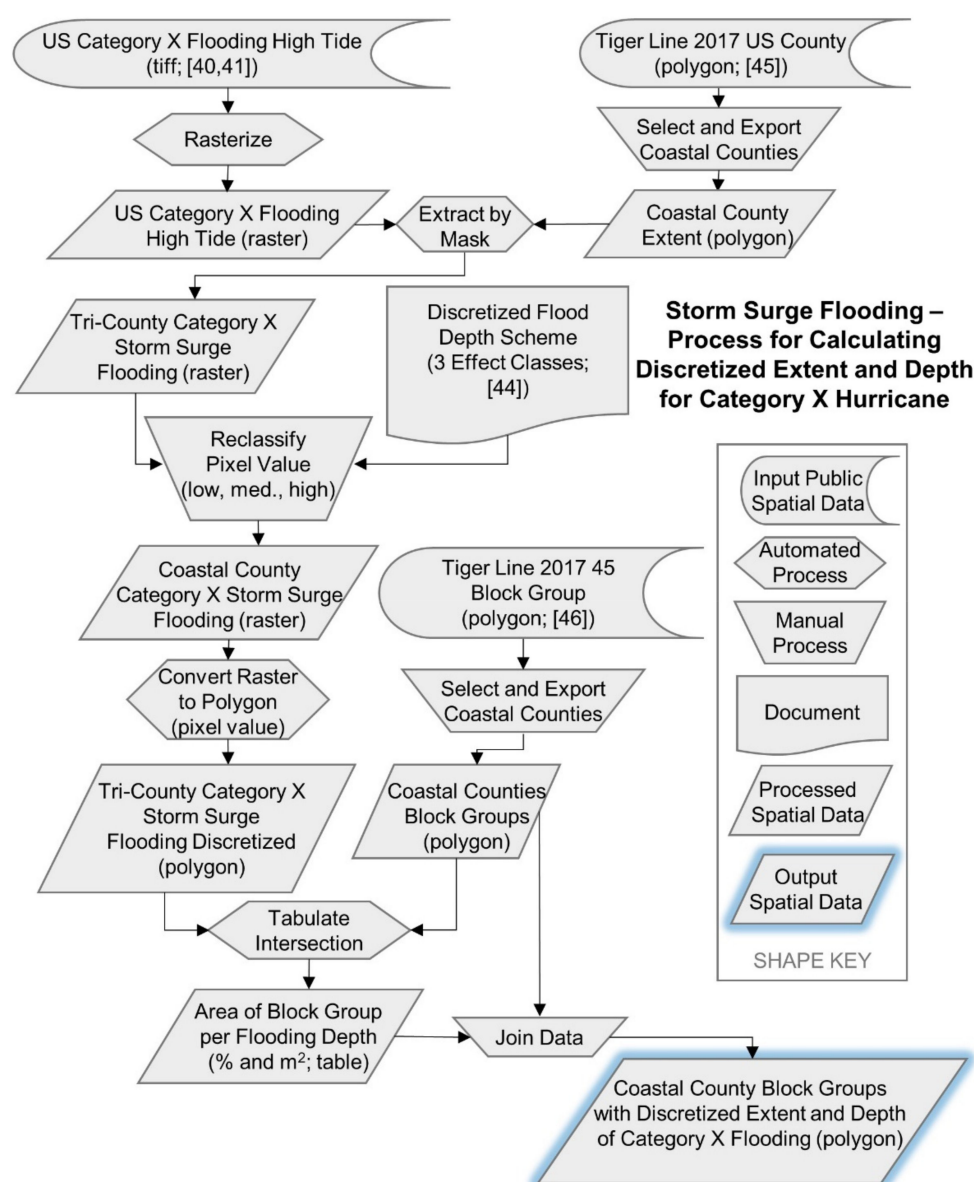 US Category X Flooding High Tide
(tiff; [40,41])
Tiger Line 2017 US County
(polygon; [45])
Rasterize
Select and Export
Coastal Counties
US Category X Flooding
High Tide (raster)
Extract by
Mask
Coastal County
Extent (polygon)
Tri-County Category X
Storm Surge
Flooding (raster)
Discretized Flood
Depth Scheme
(3 Effect Classes;
[44])
Storm Surge Flooding –
Process for Calculating
Discretized Extent and Depth
for Category X Hurricane
Reclassify
Pixel Value
(low, med., high)
Coastal County
Category X Storm Surge
Flooding (raster)
Tiger Line 2017 45
Block Group
(polygon; [46])
Convert Raster
to Polygon
(pixel value)
Select and Export
Coastal Counties
Tri-County Category X
Storm Surge
Flooding Discretized
(polygon)
Coastal Counties
Block Groups
(polygon)
Tabulate
Intersection
Area of Block Group
per Flooding Depth
(% and m²; table)
Join Data
Coastal County Block Groups
with Discretized Extent and Depth
of Category X Flooding (polygon)
Input Public
Spatial Data
Automated
Process
Manual
Process
Document
Processed
Spatial Data
Output
Spatial Data
SHAPE KEY